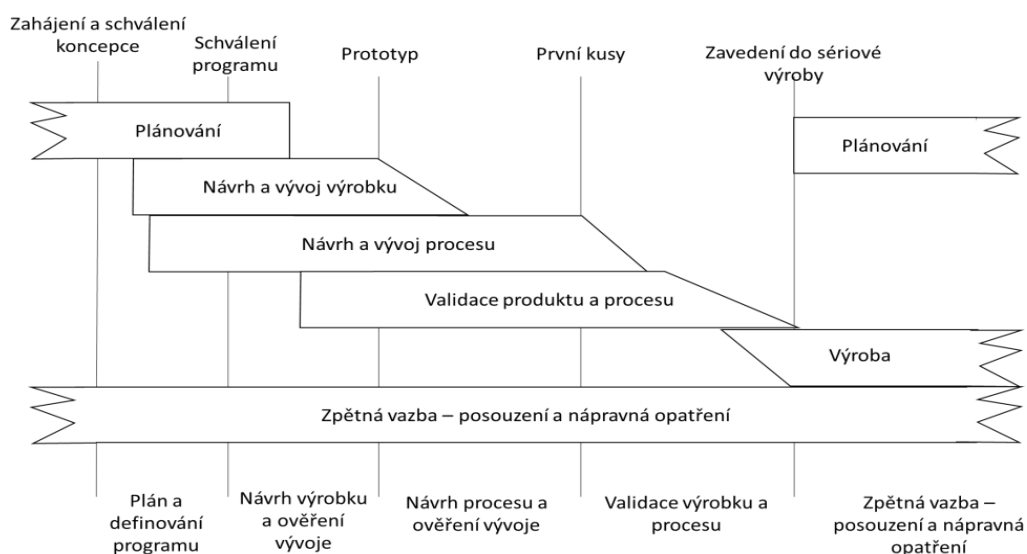 Zahájení a schválení
koncepce
Schválení
programu
Prototyp
První kusy
Zavedení do sériové
výroby
Plánování
Plánování
Návrh a vývoj výrobku
Návrh a vývoj procesu
Validace produktu a procesu
Výroba
Zpětná vazba – posouzení a nápravná opatření
Plán a
definování
programu
Návrh výrobku
a ověření
vývoje
Návrh procesu a
ověření vývoje
Validace výrobku a
procesu
Zpětná vazba –
posouzení a nápravná
opatření